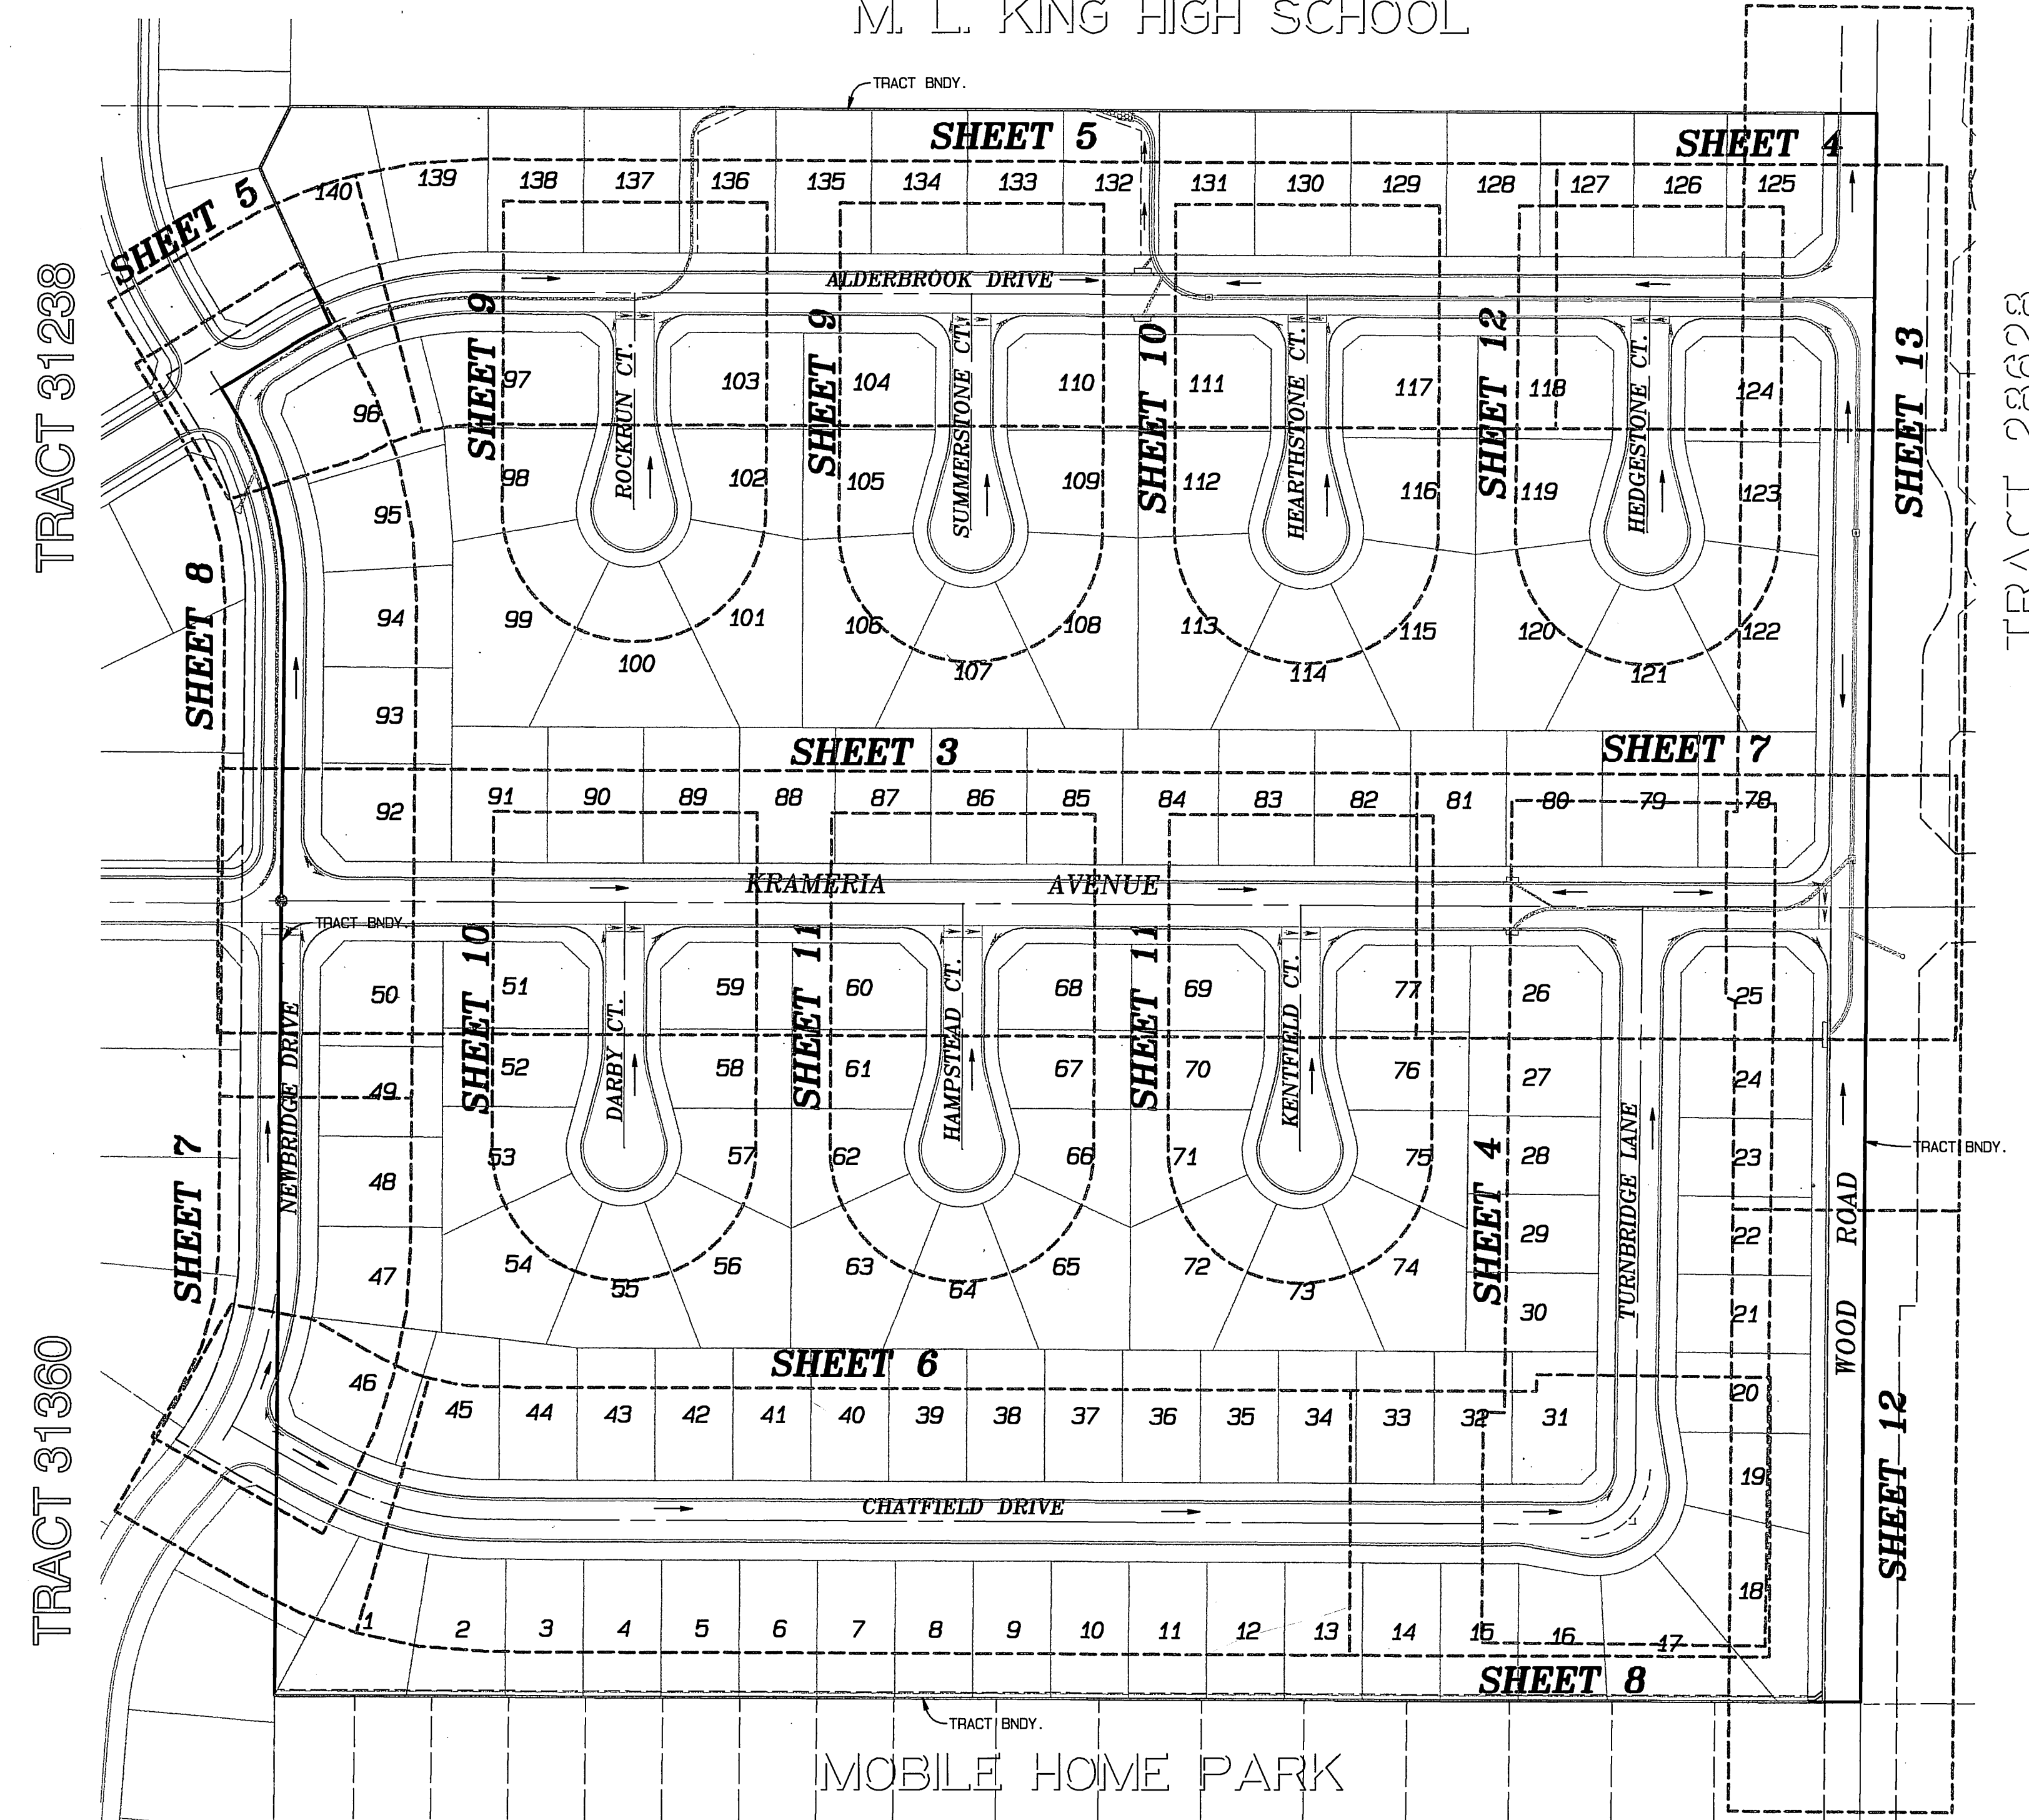 M. L. KING HIGH SCHOOL
TRACT BNDY.
SHEET 5
SHEET 4
SHEET 5
140 139 138 137 136 135 134 133 132 131 130 129 128 127 126 125
ALDERBROOK DRIVE
TRACT 31238
TRACT 28628
SHEET 9
SHEET 9
SHEET 10
SHEET 12
SHEET 13
ROCKRUN CT.
SUMMERSTONE CT.
HEARTHSTONE CT.
HEDGESTONE CT.
96 97 103 104 110 111 117 118 124
95 98 102 105 109 112 116 119 123
94 99 101 106 108 113 115 120 122
100 107 114 121
SHEET 8
93
SHEET 3
SHEET 7
92 91 90 89 88 87 86 85 84 83 82 81 80 79 78
KRAMERIA AVENUE
TRACT BNDY.
SHEET 10
SHEET 11
SHEET 11
NEWBRIDGE DRIVE
DARBY CT.
HAMPSTEAD CT.
KENTFIELD CT.
50 51 59 60 68 69 77 26 25
49 52 58 61 67 70 76 27 24
48 53 57 62 66 71 75 28 23
TRACT BNDY.
SHEET 7
SHEET 4
TURNBRIDGE LANE
WOOD ROAD
47 54 56 63 65 72 74 29 22
55 64 73 30 21
SHEET 6
46 45 44 43 42 41 40 39 38 37 36 35 34 33 32 31 20
TRACT 31360
SHEET 12
19
CHATFIELD DRIVE
18
1 2 3 4 5 6 7 8 9 10 11 12 13 14 15 16 17
SHEET 8
TRACT BNDY.
MOBILE HOME PARK